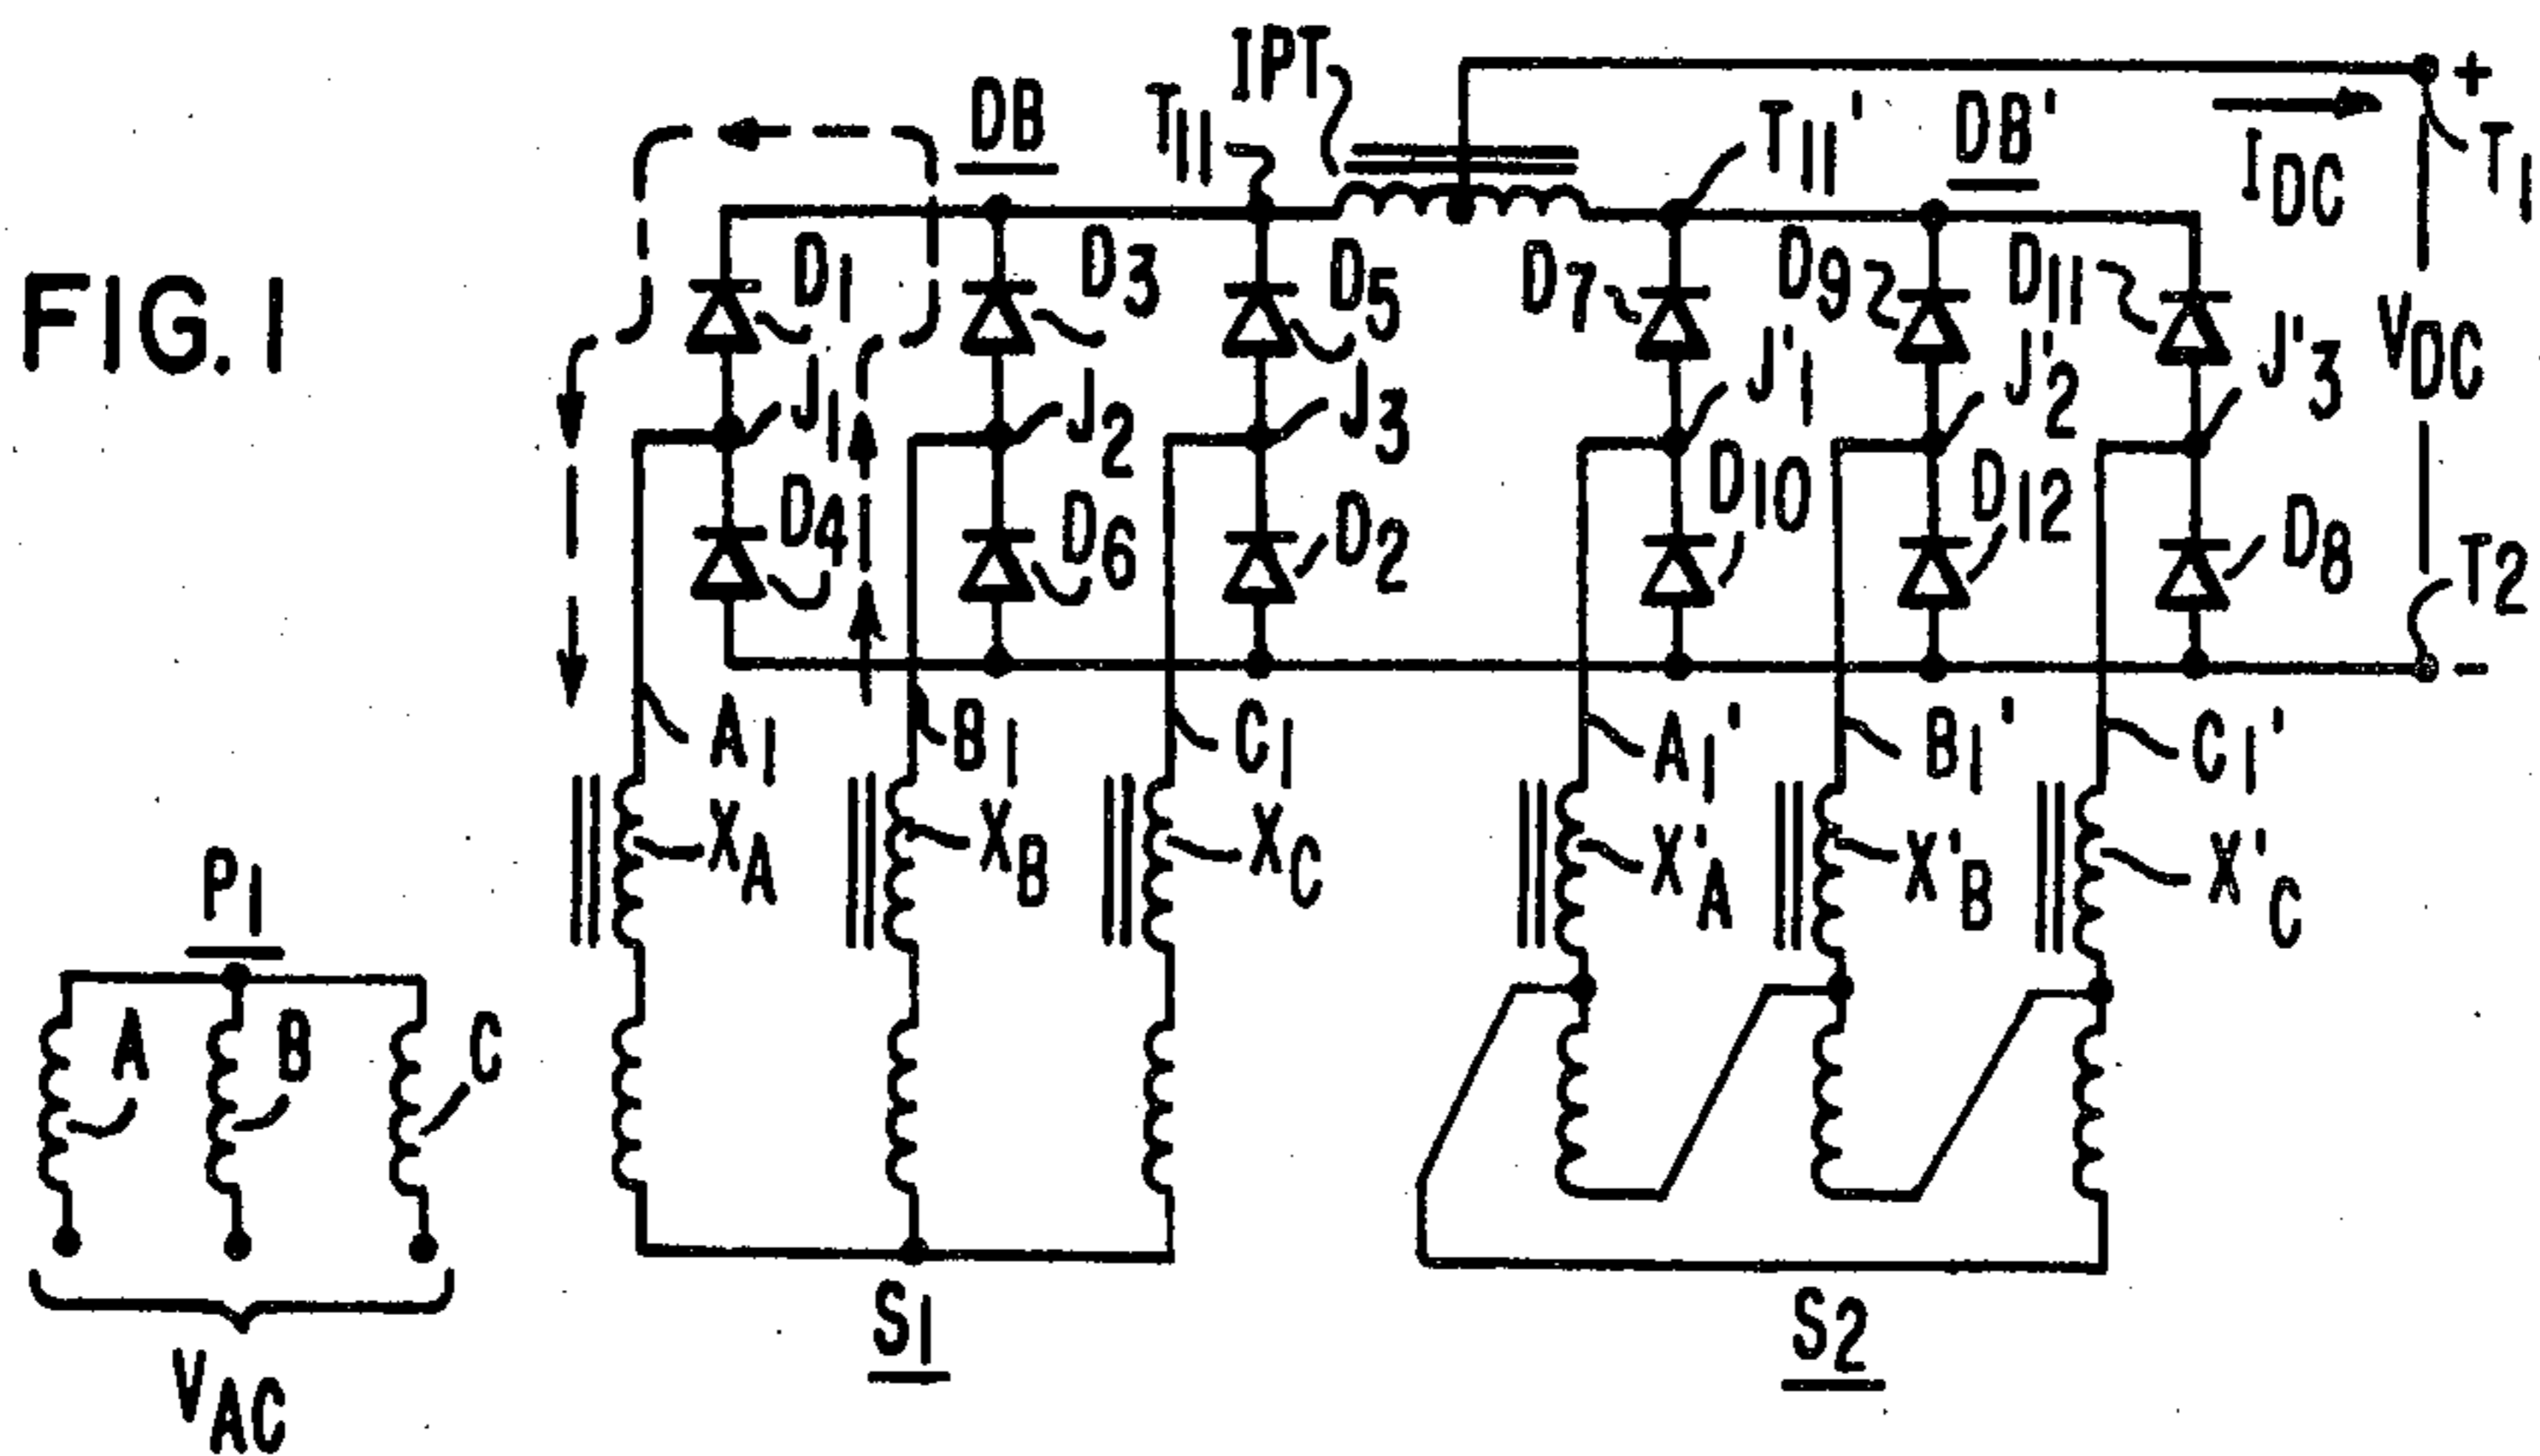 FIG. 1
DB
T11
IPT
T11'
DB'
+
IDC
T1
D1
D3
D5
D7
D9
D11
VDC
J1
J2
J3
J'1
J'2
J'3
D4
D6
D2
D10
D12
D8
T2
-
A1
B1
C1
A1'
B1'
C1'
XA
XB
XC
X'A
X'B
X'C
P1
A
B
C
S1
S2
VAC